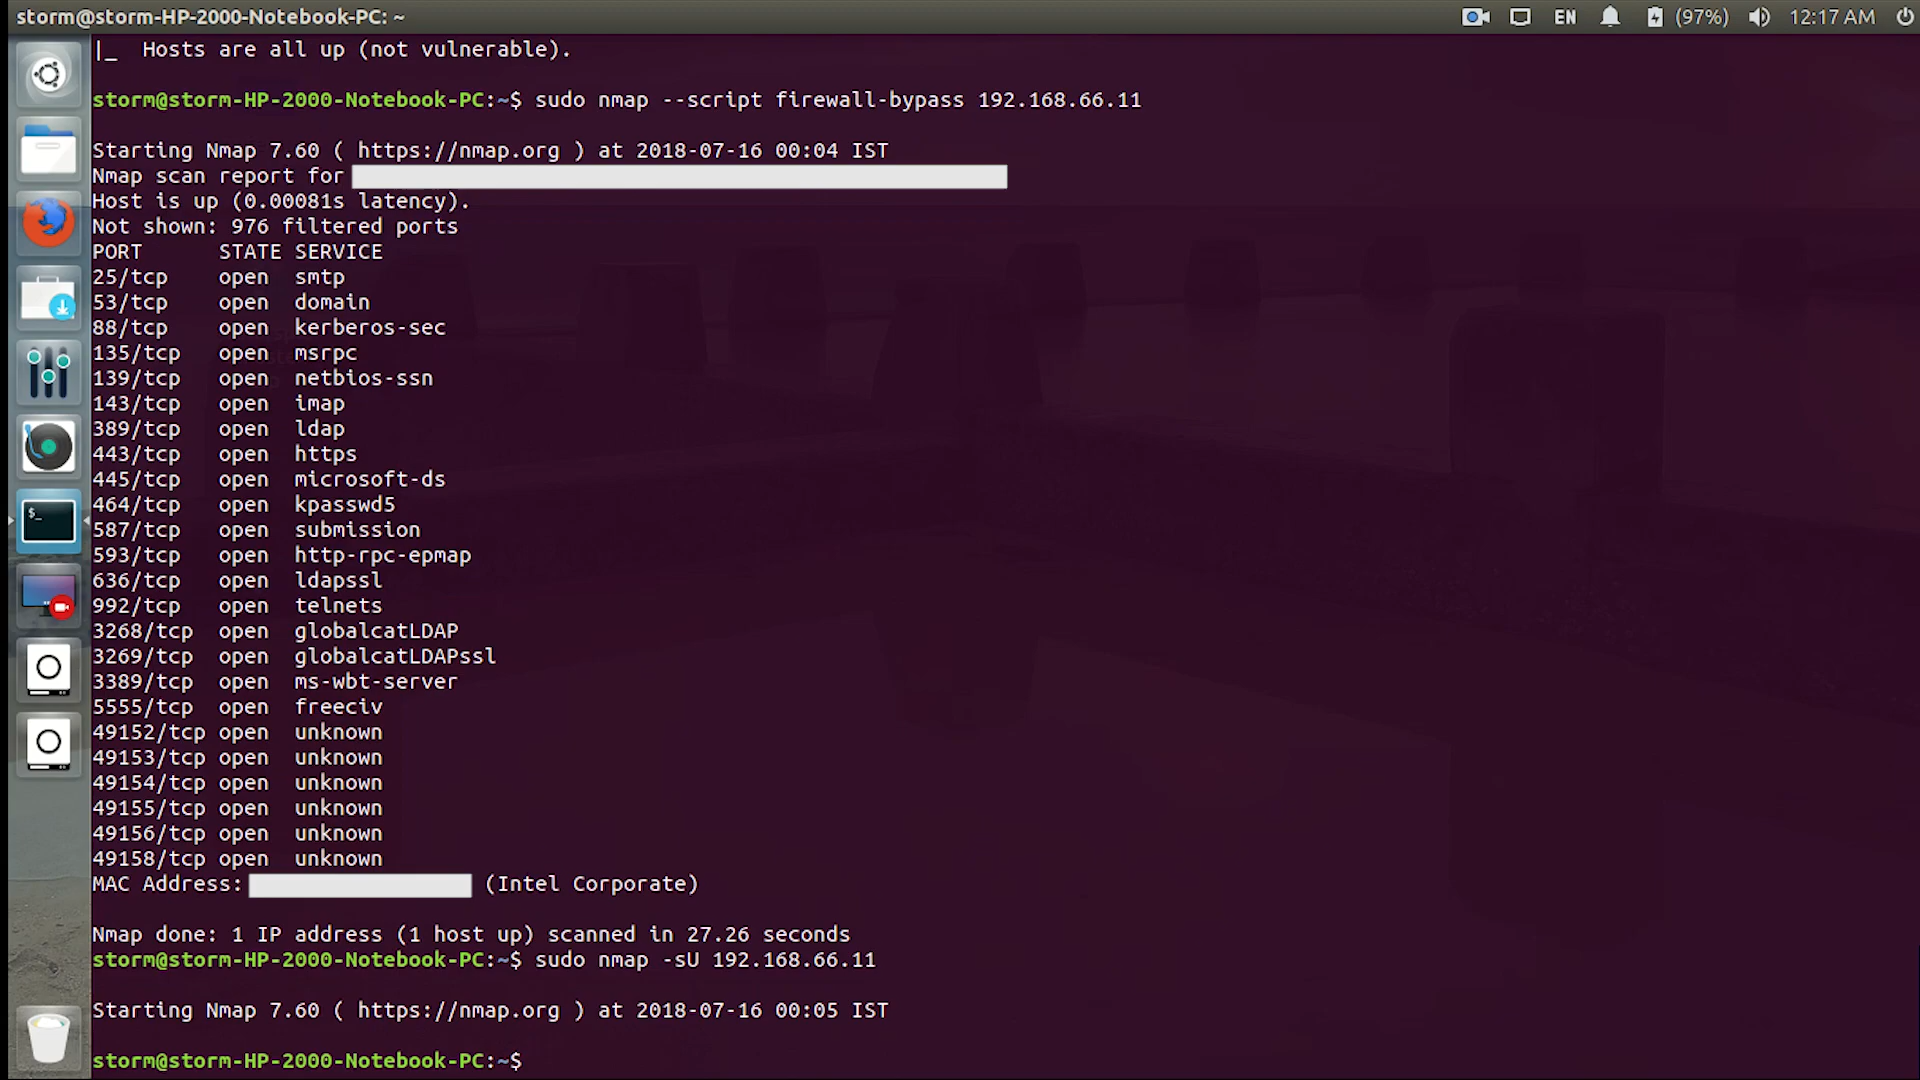 storm@storm-HP-2000-Notebook-PC: ~ EN (97%) 12:17 AM
|_  Hosts are all up (not vulnerable).
storm@storm-HP-2000-Notebook-PC:~$ sudo nmap --script firewall-bypass 192.168.66.11
Starting Nmap 7.60 ( https://nmap.org ) at 2018-07-16 00:04 IST
Nmap scan report for
Host is up (0.00081s latency).
Not shown: 976 filtered ports
PORT      STATE SERVICE
25/tcp    open  smtp
53/tcp    open  domain
88/tcp    open  kerberos-sec
135/tcp   open  msrpc
139/tcp   open  netbios-ssn
143/tcp   open  imap
389/tcp   open  ldap
443/tcp   open  https
445/tcp   open  microsoft-ds
464/tcp   open  kpasswd5
587/tcp   open  submission
593/tcp   open  http-rpc-epmap
636/tcp   open  ldapssl
992/tcp   open  telnets
3268/tcp  open  globalcatLDAP
3269/tcp  open  globalcatLDAPssl
3389/tcp  open  ms-wbt-server
5555/tcp  open  freeciv
49152/tcp open  unknown
49153/tcp open  unknown
49154/tcp open  unknown
49155/tcp open  unknown
49156/tcp open  unknown
49158/tcp open  unknown
MAC Address: (Intel Corporate)
Nmap done: 1 IP address (1 host up) scanned in 27.26 seconds
storm@storm-HP-2000-Notebook-PC:~$ sudo nmap -sU 192.168.66.11
Starting Nmap 7.60 ( https://nmap.org ) at 2018-07-16 00:05 IST
storm@storm-HP-2000-Notebook-PC:~$